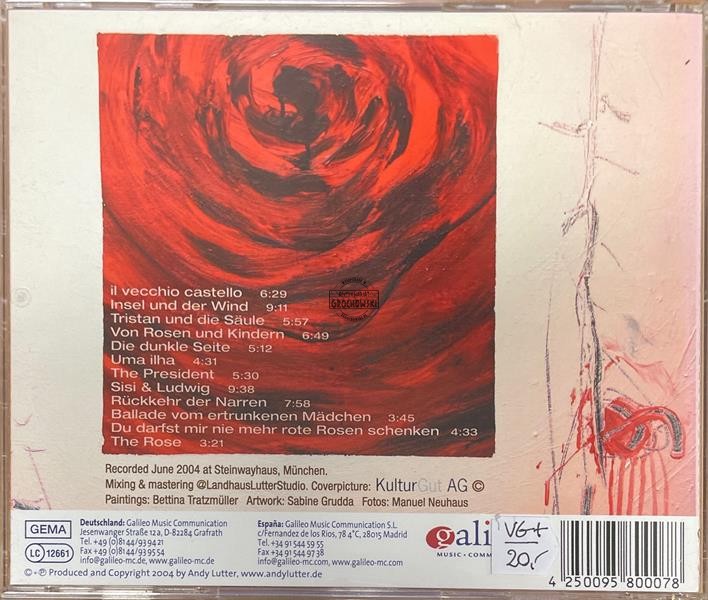 il vecchio castello 6:29
Insel und der Wind 9:11
Tristan und die Säule 5:57
Von Rosen und Kindern 6:49
Die dunkle Seite 5:12
Uma ilha 4:31
The President 5:30
Sisi & Ludwig 9:38
Rückkehr der Narren 7:58
Ballade vom ertrunkenen Mädchen 3:45
Du darfst mir nie mehr rote Rosen schenken 4:33
The Rose 3:21
GROCHOWSKI
Recorded June 2004 at Steinwayhaus, München.
Mixing & mastering @LandhausLutterStudio. Coverpicture: KulturGut AG ©
Paintings: Bettina Tratzmüller Artwork: Sabine Grudda Fotos: Manuel Neuhaus
GEMA
LC 12661
Deutschland: Galileo Music Communication
Jesenwanger Straße 12a, D-82284 Grafrath
Tel. +49 (0)8144/93 94 21
Fax +49 (0)8144/93 95 54
info@galileo-mc.de, www.galileo-mc.de
España: Galileo Music Communication S.L.
c/Fernandez de los Rios, 78 4°C, 28015 Madrid
Tel. +34 91 544 59 55
Fax +34 91 544 97 38
info@galileo-mc.com, www.galileo-mc.com
© + ℗ Produced and Copyright 2004 by Andy Lutter, www.andylutter.de
gali
MUSIC · COMM
VG+
20,-
4 250095 800078